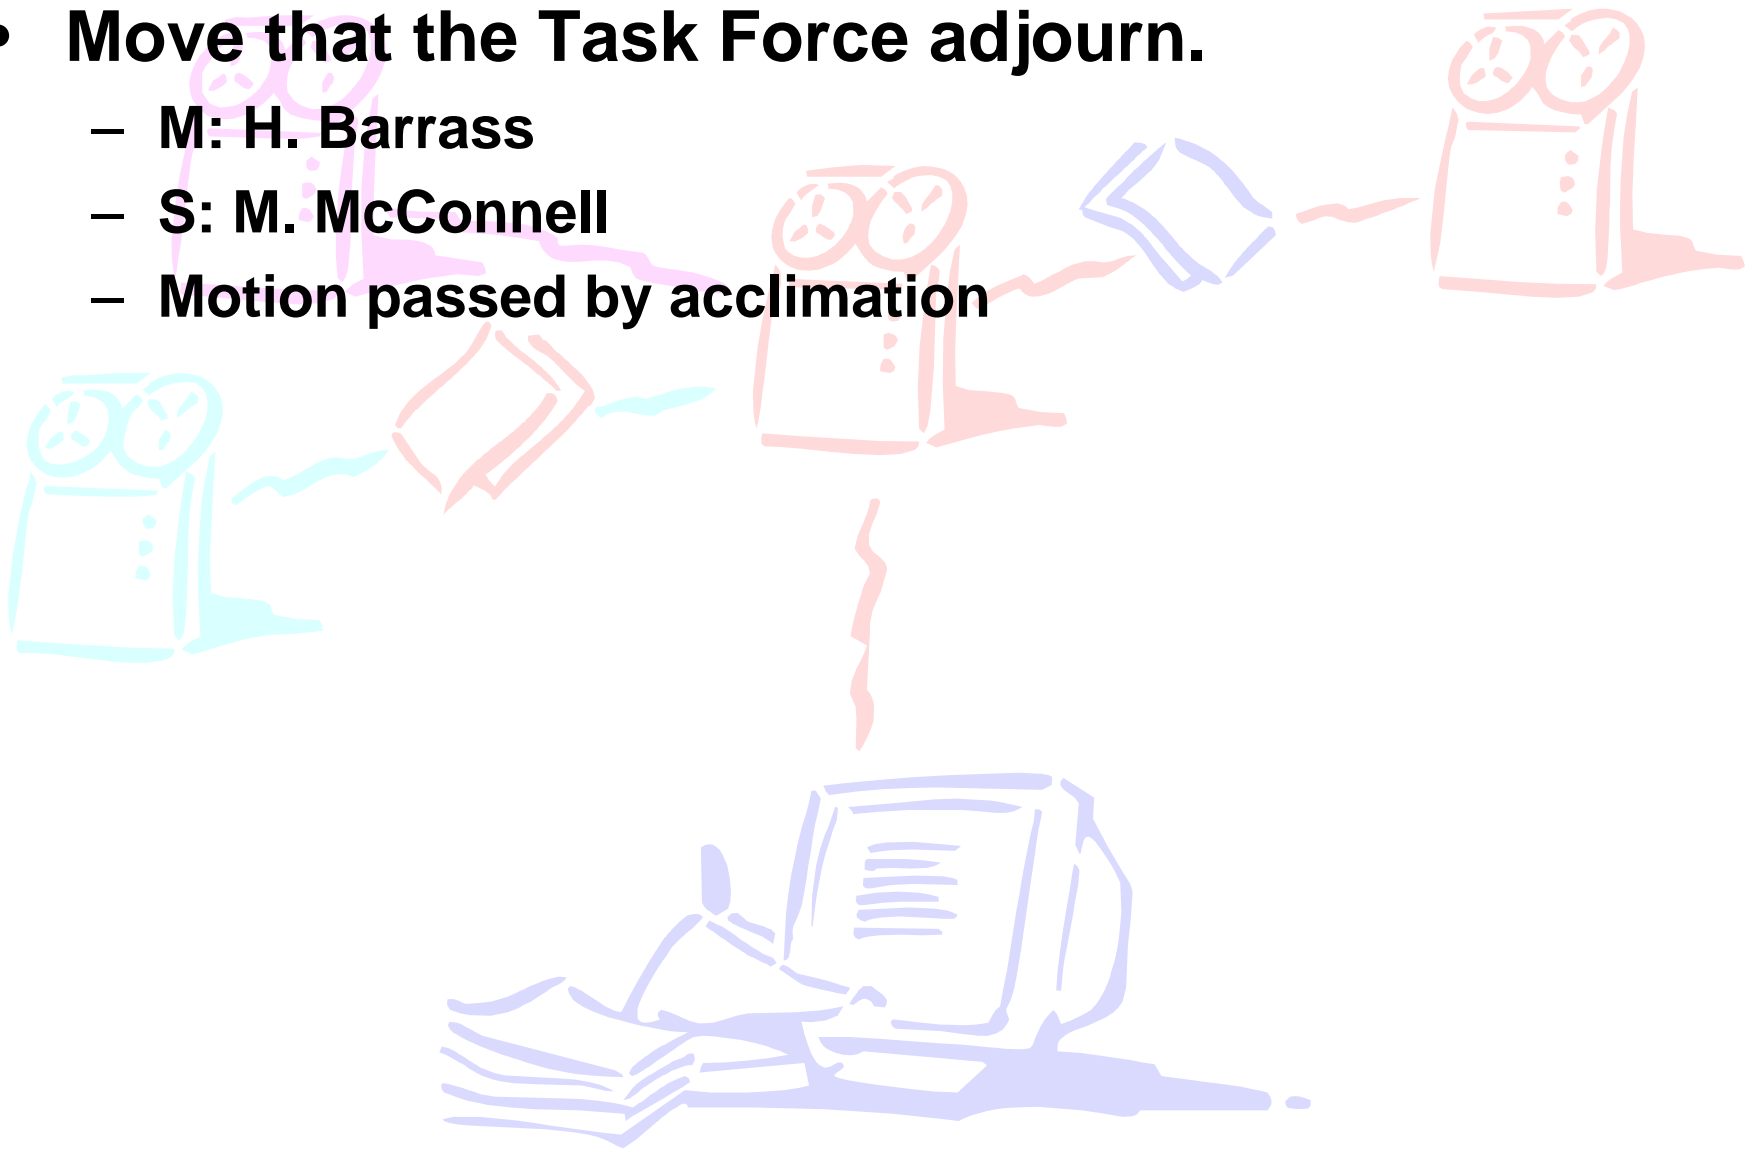 • Move that the Task Force adjourn.
– M: H. Barrass
– S: M. McConnell
– Motion passed by acclimation